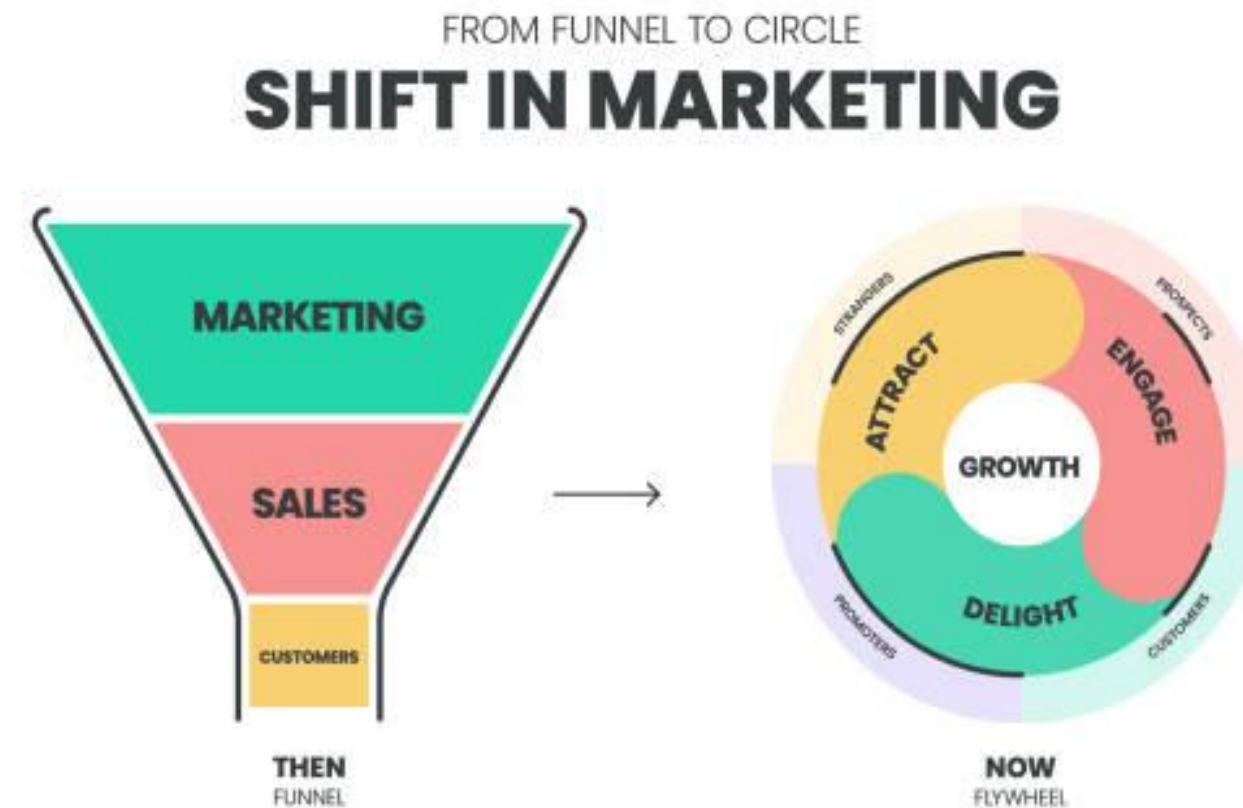 FROM FUNNEL TO CIRCLE
SHIFT IN MARKETING
MARKETING
SALES
CUSTOMERS
THEN
FUNNEL
STRANGERS
PROSPECTS
ATTRACT
ENGAGE
GROWTH
DELIGHT
PROMOTERS
CUSTOMERS
NOW
FLYWHEEL